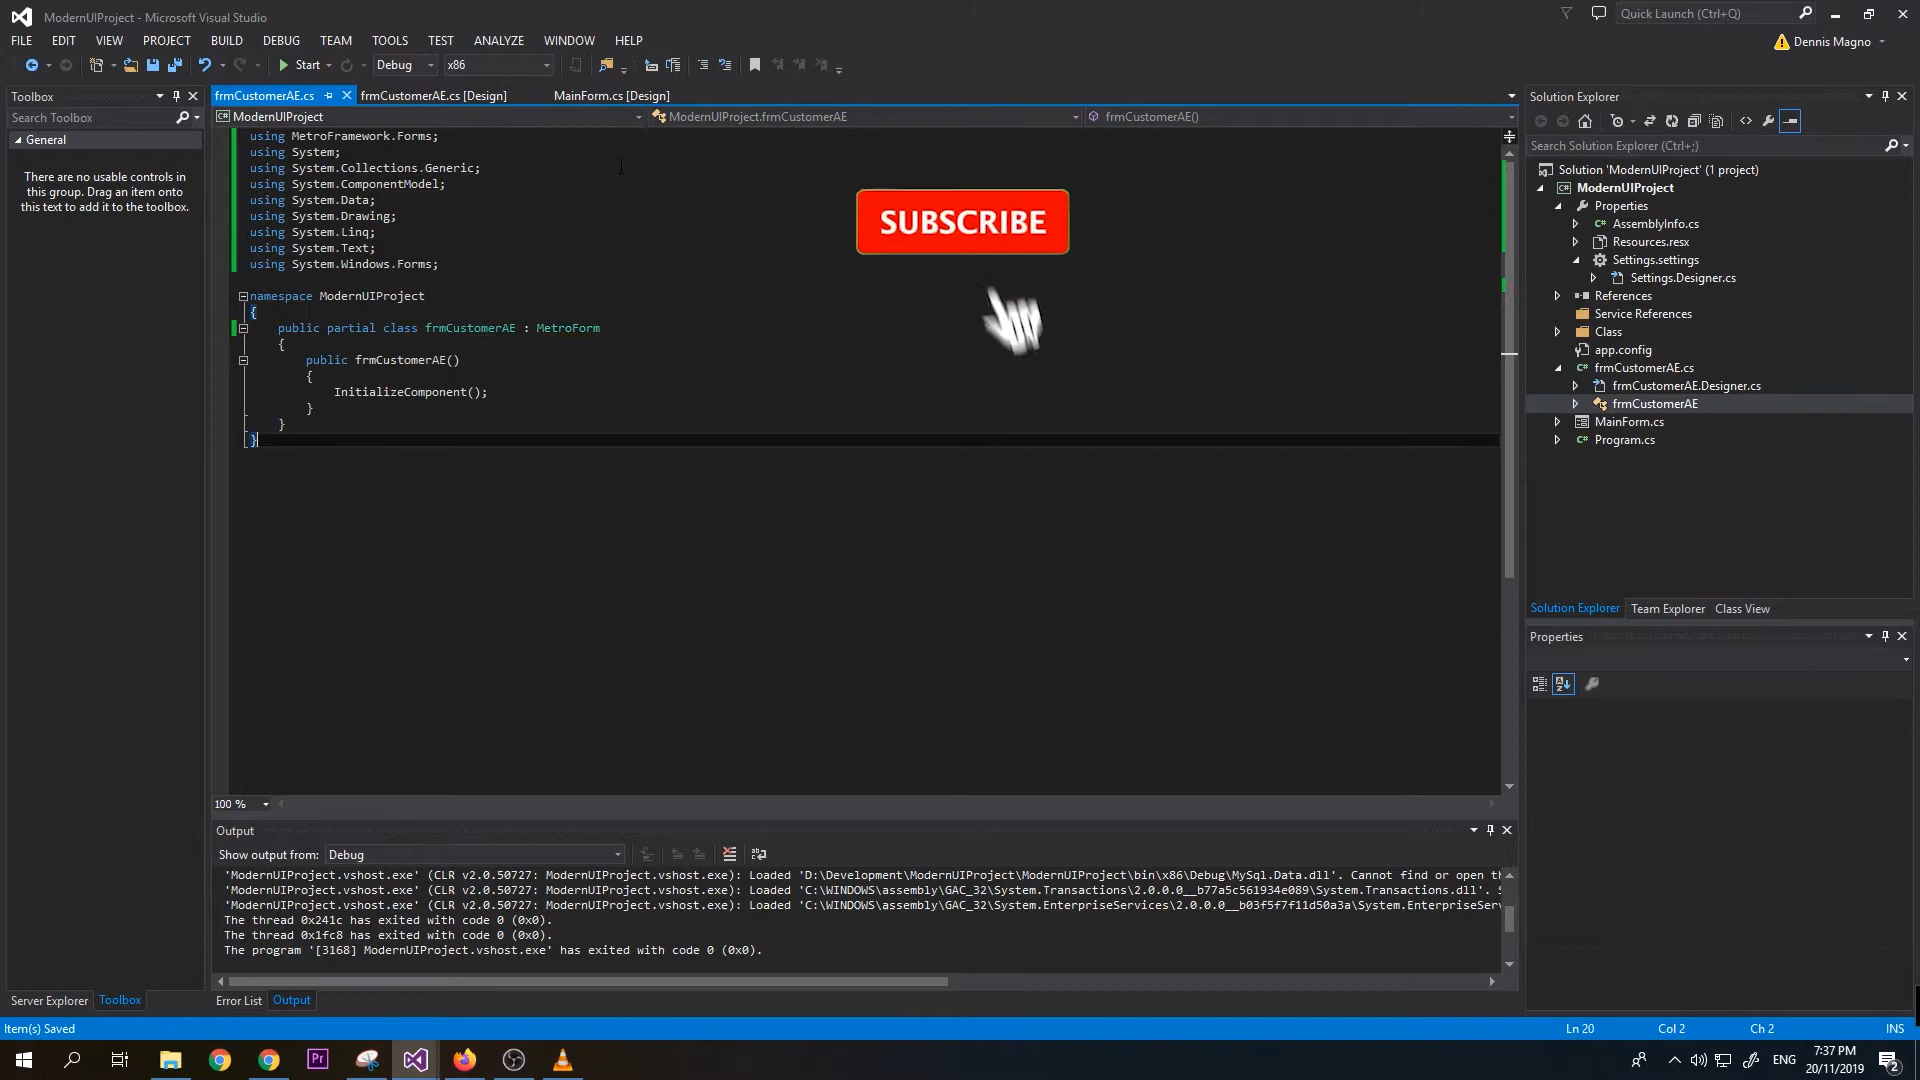 ModernUIProject - Microsoft Visual Studio
Quick Launch (Ctrl+Q)
FILE EDIT VIEW PROJECT BUILD DEBUG TEAM TOOLS TEST ANALYZE WINDOW HELP
Dennis Magno
Start Debug x86
Toolbox
Search Toolbox
General
There are no usable controls in
this group. Drag an item onto
this text to add it to the toolbox.
frmCustomerAE.cs frmCustomerAE.cs [Design] MainForm.cs [Design]
ModernUIProject ModernUIProject.frmCustomerAE frmCustomerAE()
using MetroFramework.Forms;
using System;
using System.Collections.Generic;
using System.ComponentModel;
using System.Data;
using System.Drawing;
using System.Linq;
using System.Text;
using System.Windows.Forms;
namespace ModernUIProject
{
public partial class frmCustomerAE : MetroForm
{
public frmCustomerAE()
{
InitializeComponent();
}
}
}
SUBSCRIBE
100 %
Output
Show output from: Debug
'ModernUIProject.vshost.exe' (CLR v2.0.50727: ModernUIProject.vshost.exe): Loaded 'D:\Development\ModernUIProject\ModernUIProject\bin\x86\Debug\MySql.Data.dll'. Cannot find or open th
'ModernUIProject.vshost.exe' (CLR v2.0.50727: ModernUIProject.vshost.exe): Loaded 'C:\WINDOWS\assembly\GAC_32\System.Transactions\2.0.0.0__b77a5c561934e089\System.Transactions.dll'. S
'ModernUIProject.vshost.exe' (CLR v2.0.50727: ModernUIProject.vshost.exe): Loaded 'C:\WINDOWS\assembly\GAC_32\System.EnterpriseServices\2.0.0.0__b03f5f7f11d50a3a\System.EnterpriseServ
The thread 0x241c has exited with code 0 (0x0).
The thread 0x1fc8 has exited with code 0 (0x0).
The program '[3168] ModernUIProject.vshost.exe' has exited with code 0 (0x0).
Server Explorer Toolbox
Error List Output
Solution Explorer
Search Solution Explorer (Ctrl+;)
Solution 'ModernUIProject' (1 project)
ModernUIProject
Properties
AssemblyInfo.cs
Resources.resx
Settings.settings
Settings.Designer.cs
References
Service References
Class
app.config
frmCustomerAE.cs
frmCustomerAE.Designer.cs
frmCustomerAE
MainForm.cs
Program.cs
Solution Explorer Team Explorer Class View
Properties
Item(s) Saved
Ln 20 Col 2 Ch 2 INS
Pr
ENG
7:37 PM
20/11/2019
2